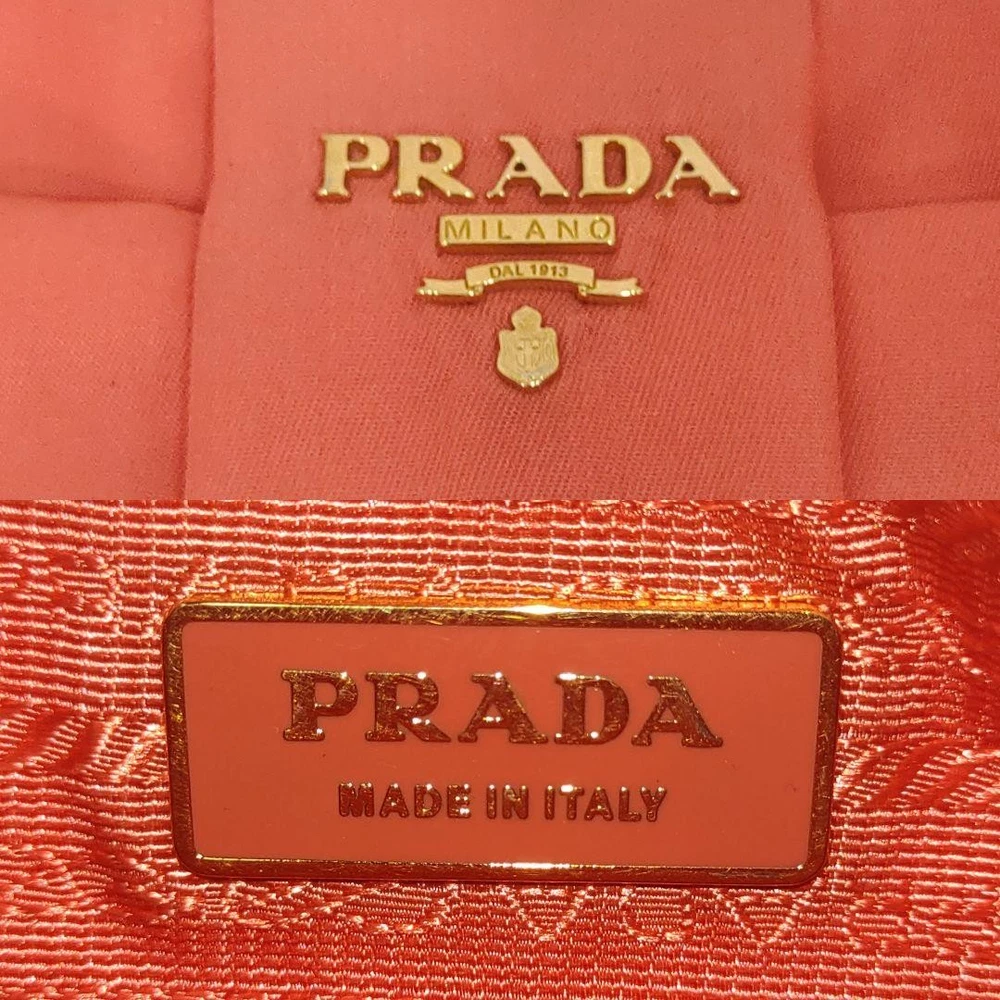 PRADA
MILANO
DAL 1913
PRADA
MADE IN ITALY